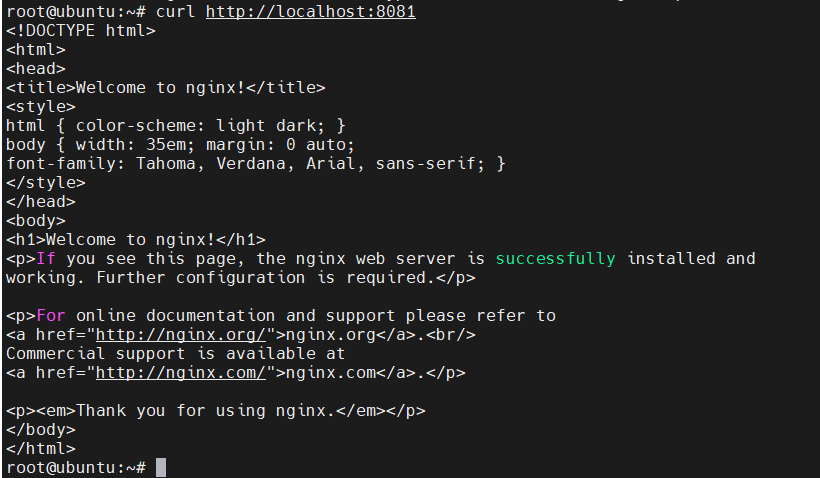 root@ubuntu:~# curl http://localhost:8081
<!DOCTYPE html>
<html>
<head>
<title>Welcome to nginx!</title>
<style>
html { color-scheme: light dark; }
body { width: 35em; margin: 0 auto;
font-family: Tahoma, Verdana, Arial, sans-serif; }
</style>
</head>
<body>
<h1>Welcome to nginx!</h1>
<p>If you see this page, the nginx web server is successfully installed and
working. Further configuration is required.</p>

<p>For online documentation and support please refer to
<a href="http://nginx.org/">nginx.org</a>.<br/>
Commercial support is available at
<a href="http://nginx.com/">nginx.com</a>.</p>

<p><em>Thank you for using nginx.</em></p>
</body>
</html>
root@ubuntu:~#